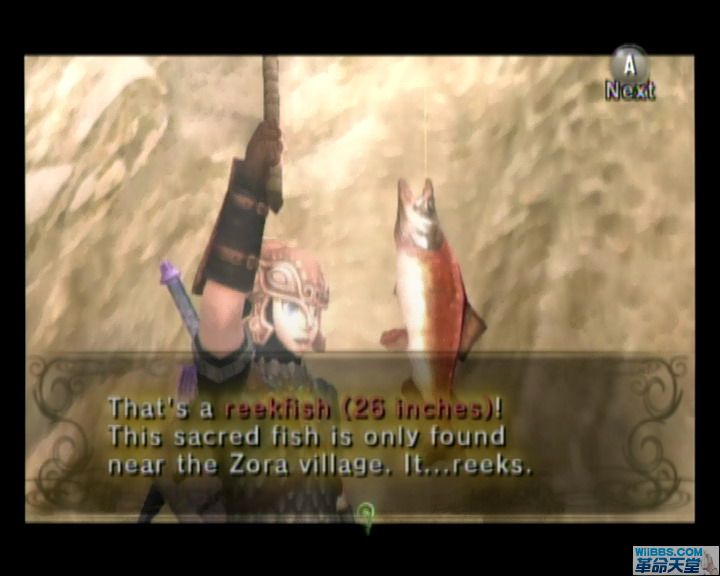 A
Next
That's a reekfish (26 inches)!
This sacred fish is only found
near the Zora village. It...reeks.
WiiBBS.COM
革命天堂